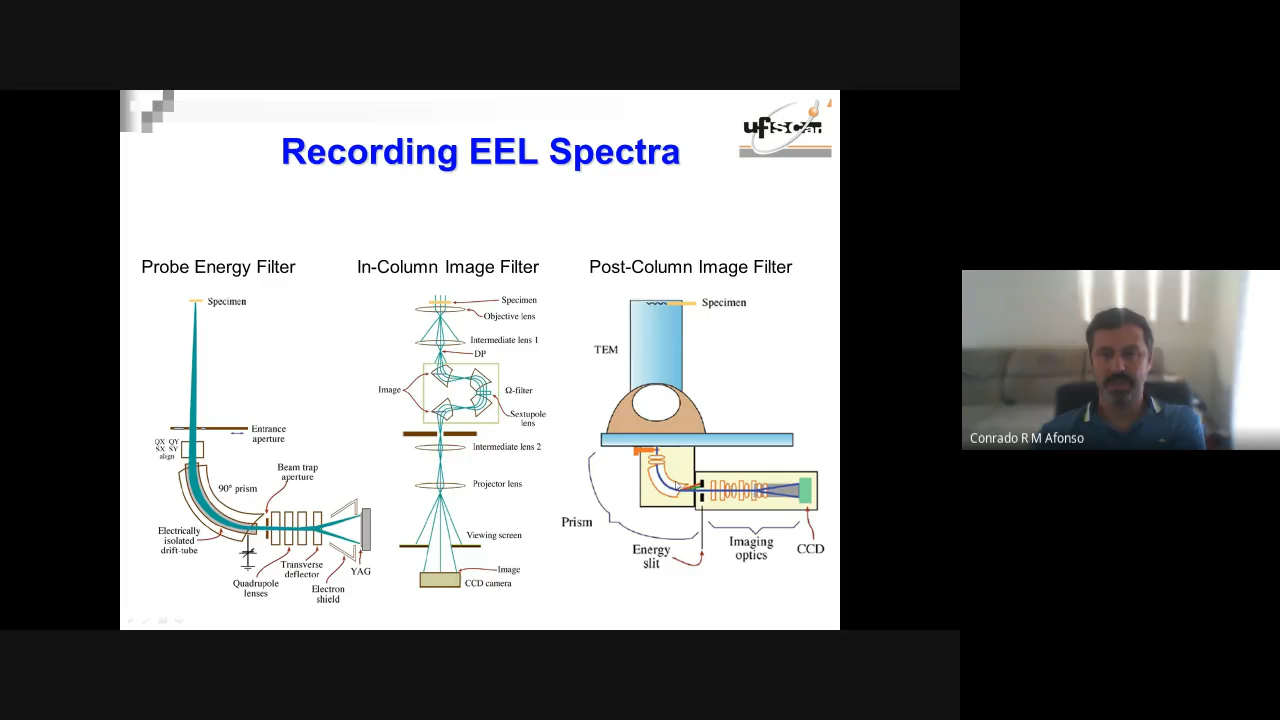 Recording EEL Spectra
ufscar
Probe Energy Filter
In-Column Image Filter
Post-Column Image Filter
Specimen
Entrance
aperture
QX QY
SX SY
align
Beam trap
aperture
90° prism
Electrically
isolated
drift-tube
Quadrupole
lenses
Transverse
deflector
Electron
shield
YAG
Specimen
Objective lens
Intermediate lens 1
DP
Image
Ω-filter
Sextupole
lens
Intermediate lens 2
Projector lens
Viewing screen
Image
CCD camera
Specimen
TEM
Prism
Energy
slit
Imaging
optics
CCD
Conrado R M Afonso